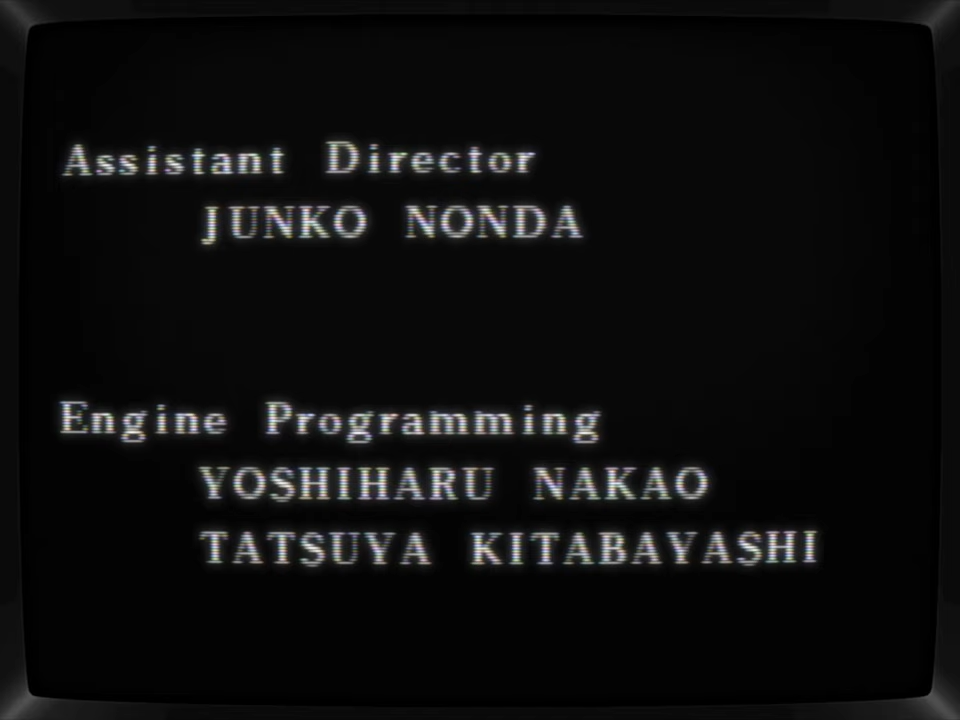 Assistant Director
JUNKO NONDA
Engine Programming
YOSHIHARU NAKAO
TATSUYA KITABAYASHI